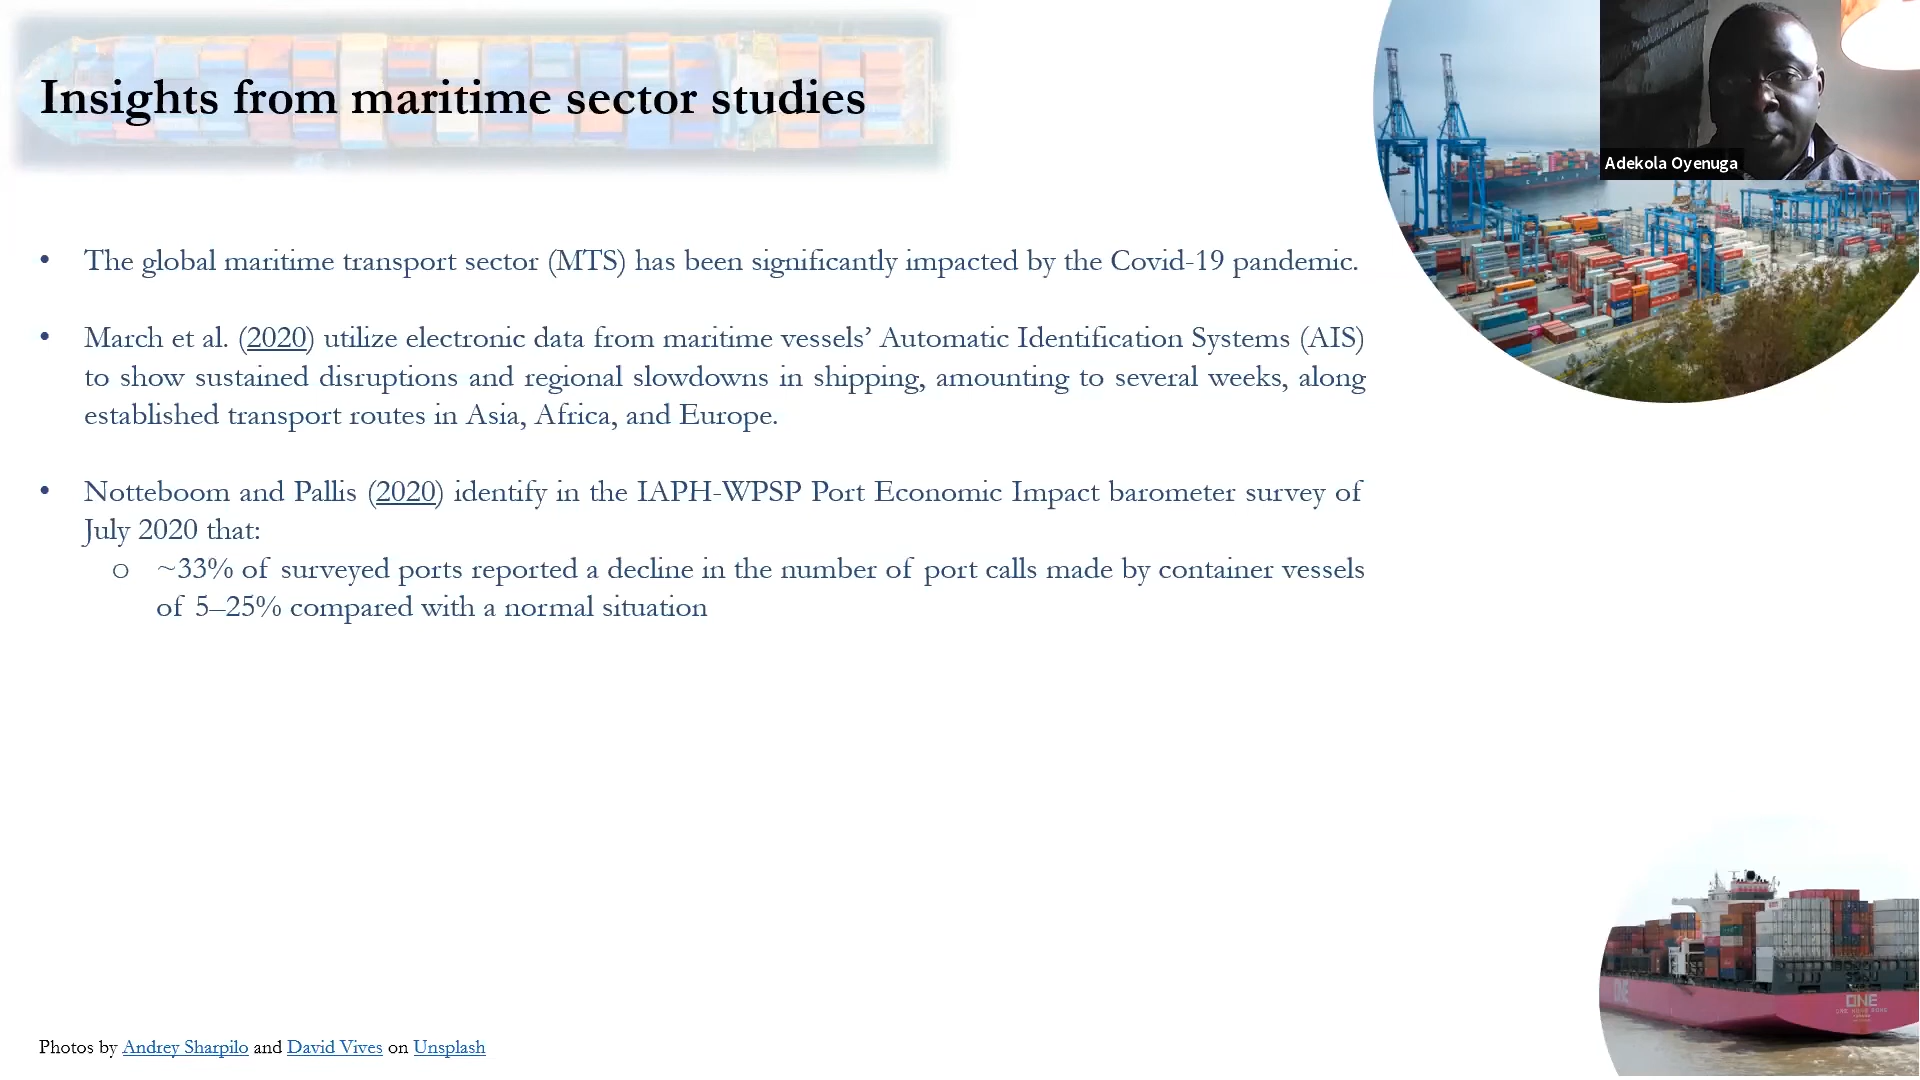 Insights from maritime sector studies
Adekola Oyenuga
• The global maritime transport sector (MTS) has been significantly impacted by the Covid-19 pandemic.
• March et al. (2020) utilize electronic data from maritime vessels’ Automatic Identification Systems (AIS)
to show sustained disruptions and regional slowdowns in shipping, amounting to several weeks, along
established transport routes in Asia, Africa, and Europe.
• Notteboom and Pallis (2020) identify in the IAPH-WPSP Port Economic Impact barometer survey of
July 2020 that:
o ~33% of surveyed ports reported a decline in the number of port calls made by container vessels
of 5–25% compared with a normal situation
ONE
ONE
Photos by Andrey Sharpilo and David Vives on Unsplash